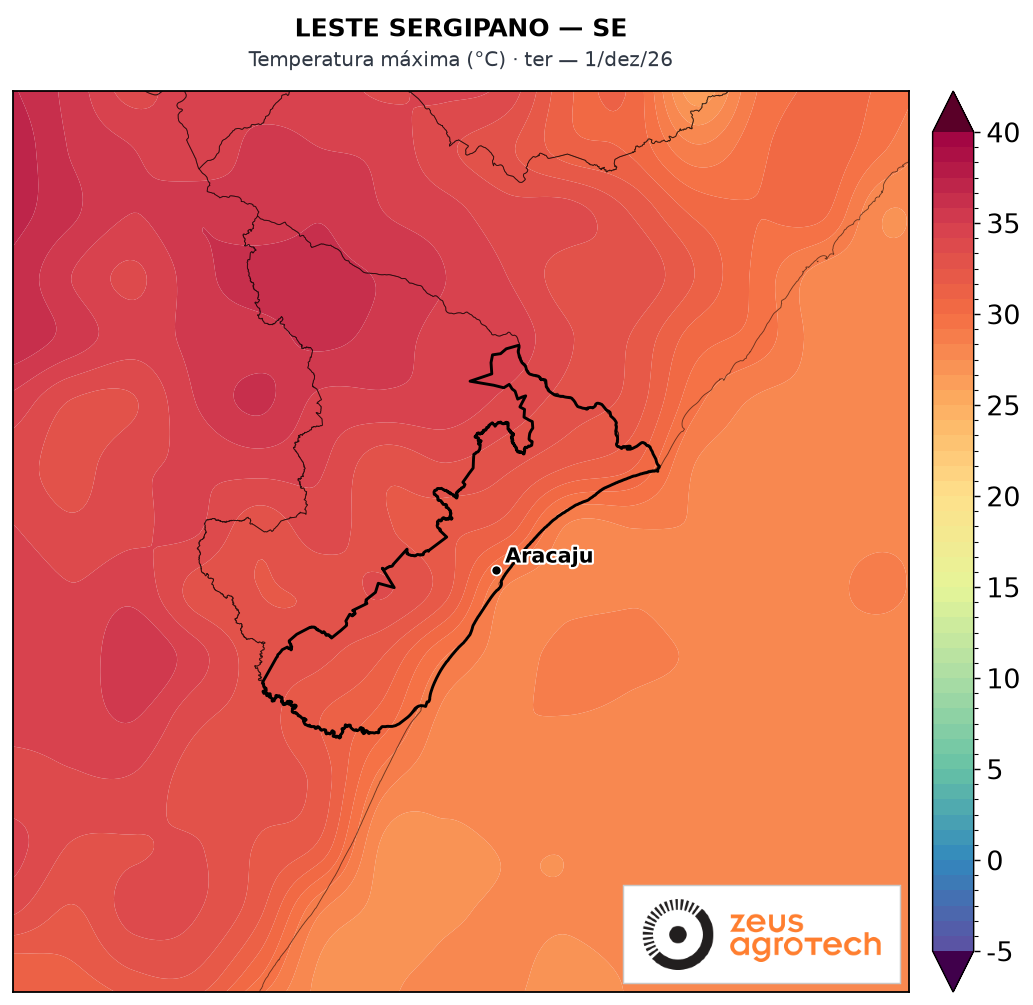 LESTE SERGIPANO — SE
Temperatura máxima (°C) · ter — 1/dez/26
40
35
30
25
20
15
10
5
0
-5
Aracaju
zeus
agrotech